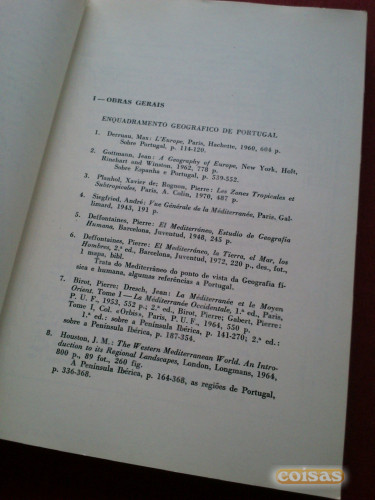 I — OBRAS GERAIS
ENQUADRAMENTO GEOGRÁFICO DE PORTUGAL
1. Derruau, Max: L'Europe, Paris, Hachette, 1960, 604 p.
Sobre Portugal, p. 114-120.
2. Gottmann, Jean: A Geography of Europe, New York, Holt,
Rinehart and Winston, 1962, 778 p.
Sobre Espanha e Portugal, p. 539-532.
3. Planhol, Xavier de; Rognon, Pierre: Les Zones Tropicales et
Subtropicales, Paris, A. Colin, 1970, 487 p.
4. Siegfried, André: Vue Générale de la Méditerranée, Paris, Gal-
limard, 1943, 191 p.
5. Deffontaines, Pierre: El Mediterráneo, Estudio de Geografía
Humana, Barcelona, Juventud, 1948, 245 p.
6. Deffontaines, Pierre: El Mediterráneo, la Tierra, el Mar, los
Hombres, 2.ª ed., Barcelona, Juventud, 1972, 220 p., des., fot.,
1 mapa, bibl.
Trata do Mediterrâneo do ponto de vista da Geografia fí-
sica e humana, algumas referências a Portugal.
7. Birot, Pierre; Dresch, Jean: La Méditerranée et le Moyen
Orient, Tome I — La Méditerranée Occidentale, 1.ª ed., Paris,
P. U. F., 1953, 552 p.; 2.ª ed., Birot, Pierre; Gabert, Pierre:
Tome I, Col. «Orbis», Paris, P. U. F., 1964, 550 p.
1.ª ed.: sobre a Península Ibérica, p. 141-270; 2.ª ed.:
sobre a Península Ibérica, p. 187-354.
8. Houston, J. M.: The Western Mediterranean World. An Intro-
duction to its Regional Landscapes, London, Longmans, 1964,
800 p., 89 fot., 260 fig.
A Península Ibérica, p. 164-368, as regiões de Portugal,
p. 336-368.
coisas